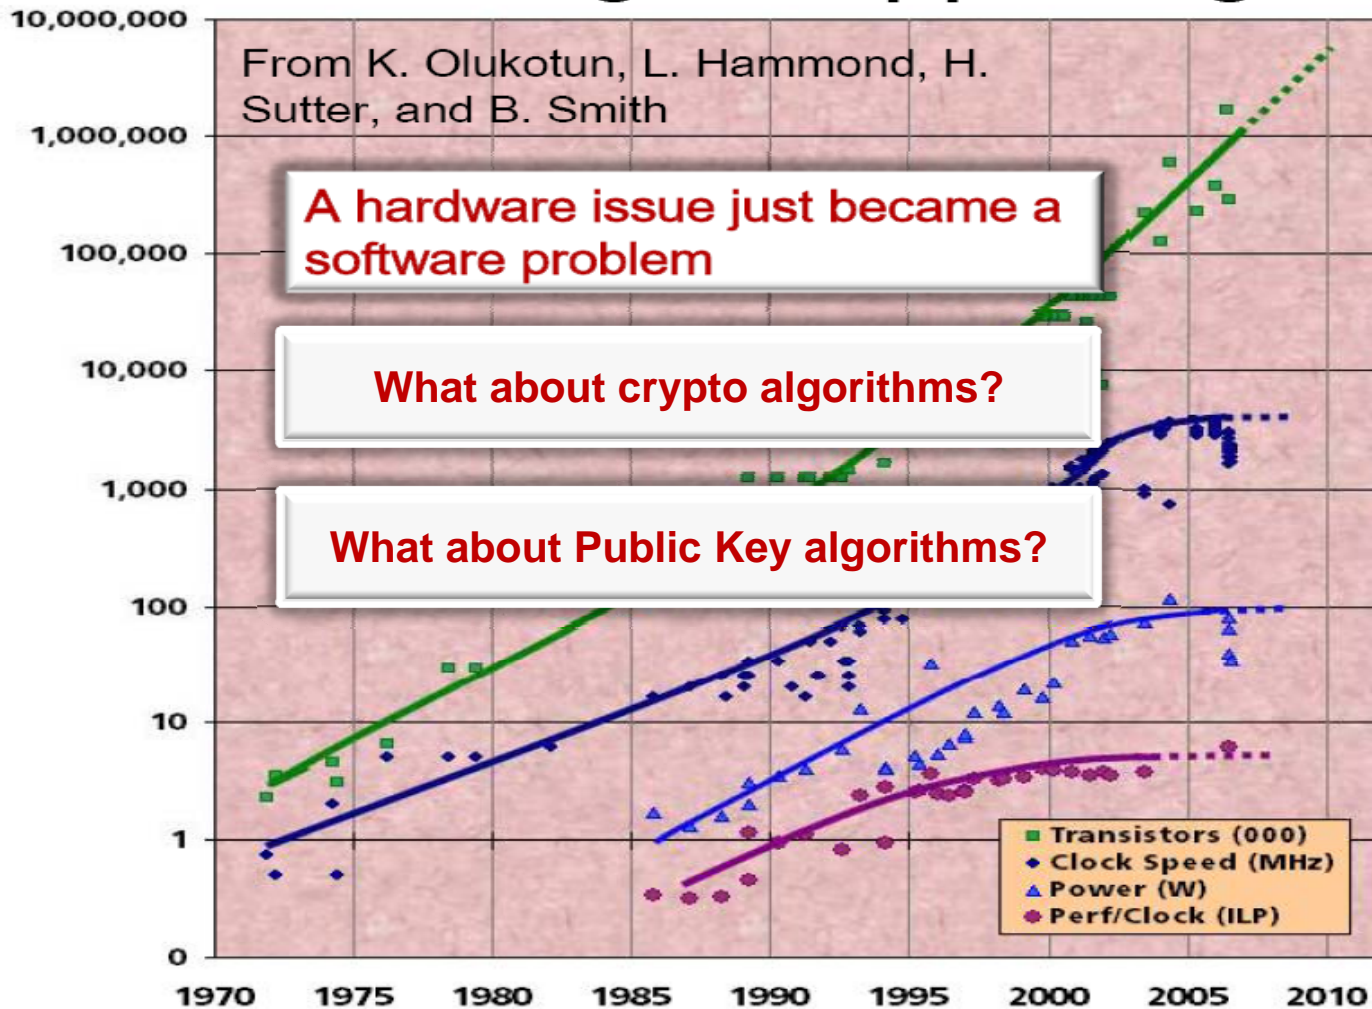 10,000,000
From K. Olukotun, L. Hammond, H.
Sutter, and B. Smith
1,000,000
A hardware issue just became a
software problem
100,000
What about crypto algorithms?
10,000
1,000
What about Public Key algorithms?
100
10
1
Transistors (000)
Clock Speed (MHz)
Power (W)
Perf/Clock (ILP)
0
1970 1975 1980 1985 1990 1995 2000 2005 2010